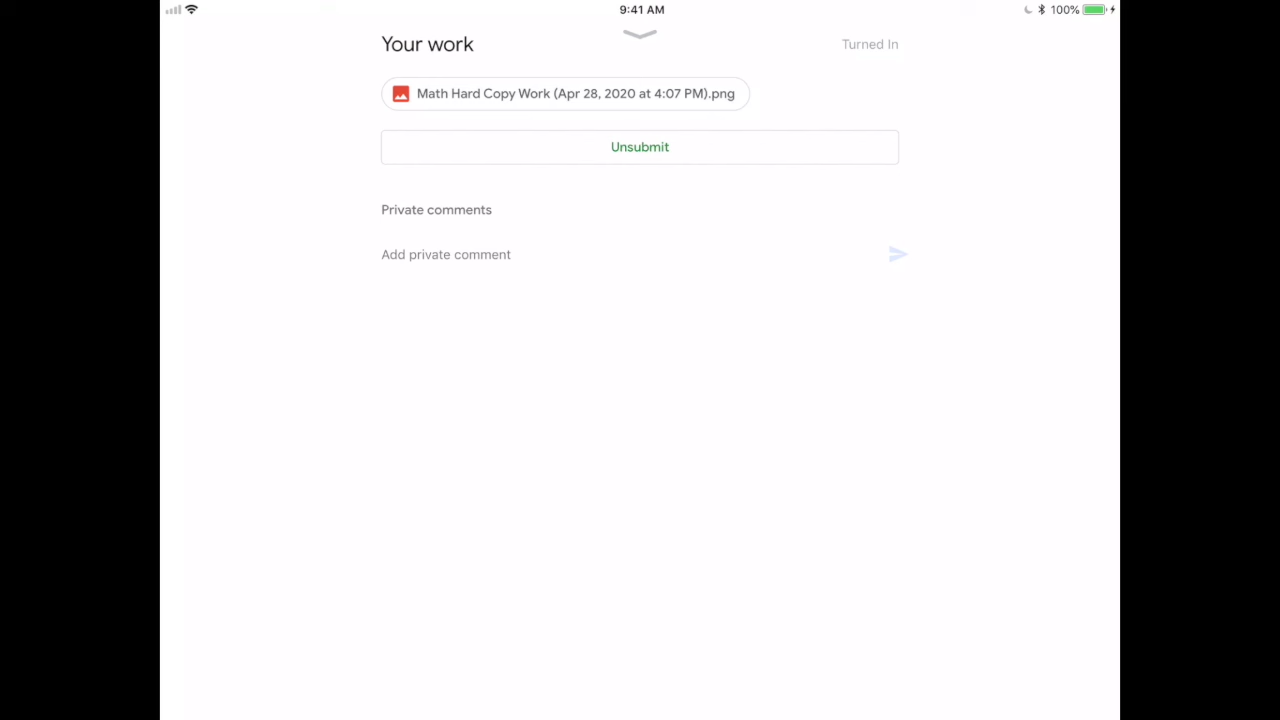 9:41 AM
100%
Your work
Turned In
Math Hard Copy Work (Apr 28, 2020 at 4:07 PM).png
Unsubmit
Private comments
Add private comment